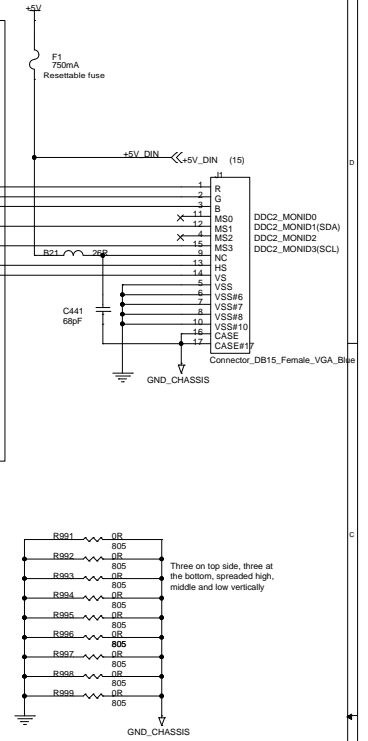 +5V
F1
750mA
Resettable fuse
+5V_DIN
+5V_DIN (15)
D
J1
1 R
2 G
3 B
11 MS0 DDC2_MONID0
12 MS1 DDC2_MONID1(SDA)
4 MS2 DDC2_MONID2
15 MS3 DDC2_MONID3(SCL)
B21 26R 9 NC
13 HS
14 VS
5 VSS
6 VSS#6
7 VSS#7
8 VSS#8
10 VSS#10
16 CASE
17 CASE#17
C441
68pF
Connector_DB15_Female_VGA_Blue
GND_CHASSIS
C
R991 0R
805
R992 0R
805
R993 0R
805
R994 0R
805
R995 0R
805
R996 0R
805
R997 0R
805
R998 0R
805
R999 0R
805
Three on top side, three at
the bottom, spreaded high,
middle and low vertically
GND_CHASSIS